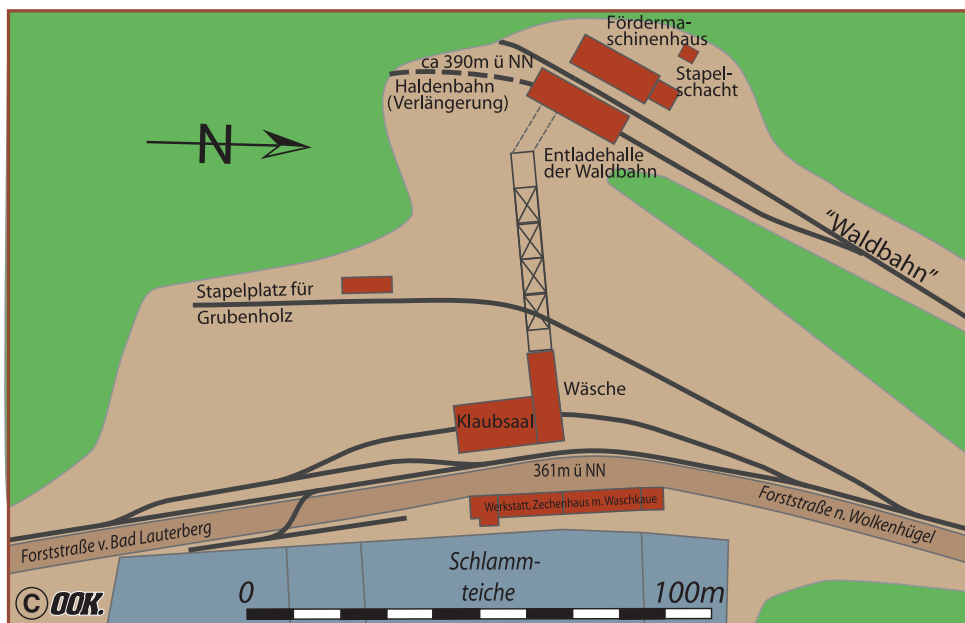 Förderma-
schinenhaus
Stapel-
schacht
ca 390m ü NN
Haldenbahn
(Verlängerung)
N
Entladehalle
der Waldbahn
"Waldbahn"
Stapelplatz für
Grubenholz
Wäsche
Klaubsaal
361m ü NN
Werkstatt, Zechenhaus m. Waschkaue
Forststraße v. Bad Lauterberg
Forststraße n. Wolkenhügel
Schlamm-
teiche
0 100m
© OOK.